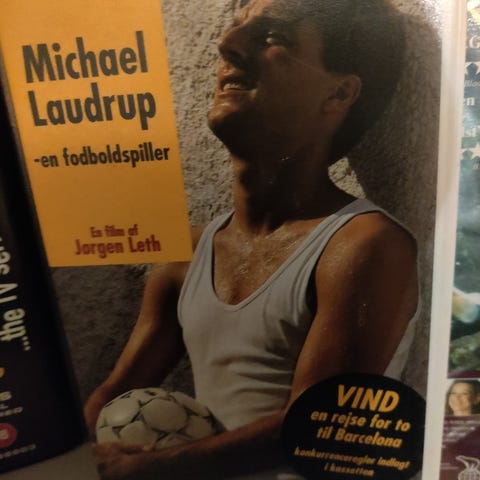 Michael
Laudrup
-en fodboldspiller
En film af
Jørgen Leth
VIND
en rejse for to
til Barcelona
konkurrenceregler indlagt
i kassetten
...the TV ser